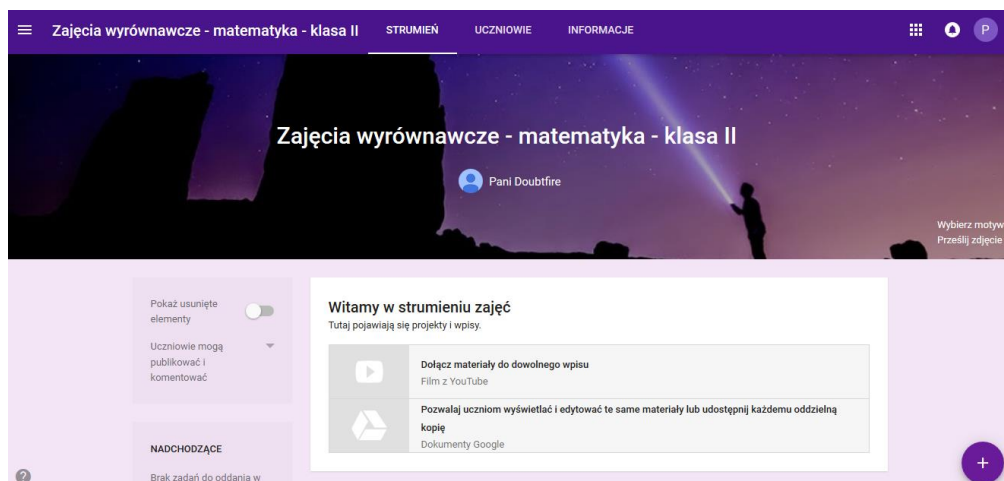 Zajęcia wyrównawcze - matematyka - klasa II
STRUMIEŃ
UCZNIOWIE
INFORMACJE
P
Zajęcia wyrównawcze - matematyka - klasa II
Pani Doubtfire
Wybierz motyw
Prześlij zdjęcie
Pokaż usunięte
elementy
Uczniowie mogą
publikować i
komentować
NADCHODZĄCE
Brak zadań do oddania w
Witamy w strumieniu zajęć
Tutaj pojawiają się projekty i wpisy.
Dołącz materiały do dowolnego wpisu
Film z YouTube
Pozwalaj uczniom wyświetlać i edytować te same materiały lub udostępnij każdemu oddzielną
kopię
Dokumenty Google